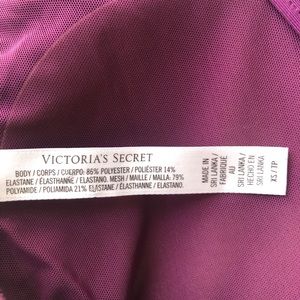 VICTORIA'S SECRET
BODY / CORPS / CUERPO: 86% POLYESTER / POLIÉSTER 14%
ELASTANE / ÉLASTHANNE / ELASTANO. MESH / MAILLE / MALLA: 79%
POLYAMIDE / POLIAMIDA 21% ELASTANE / ÉLASTHANNE / ELASTANO.
MADE IN
SRI LANKA /
FABRIQUÉ
AU
SRI LANKA /
HECHO EN
SRI LANKA
XS / TP